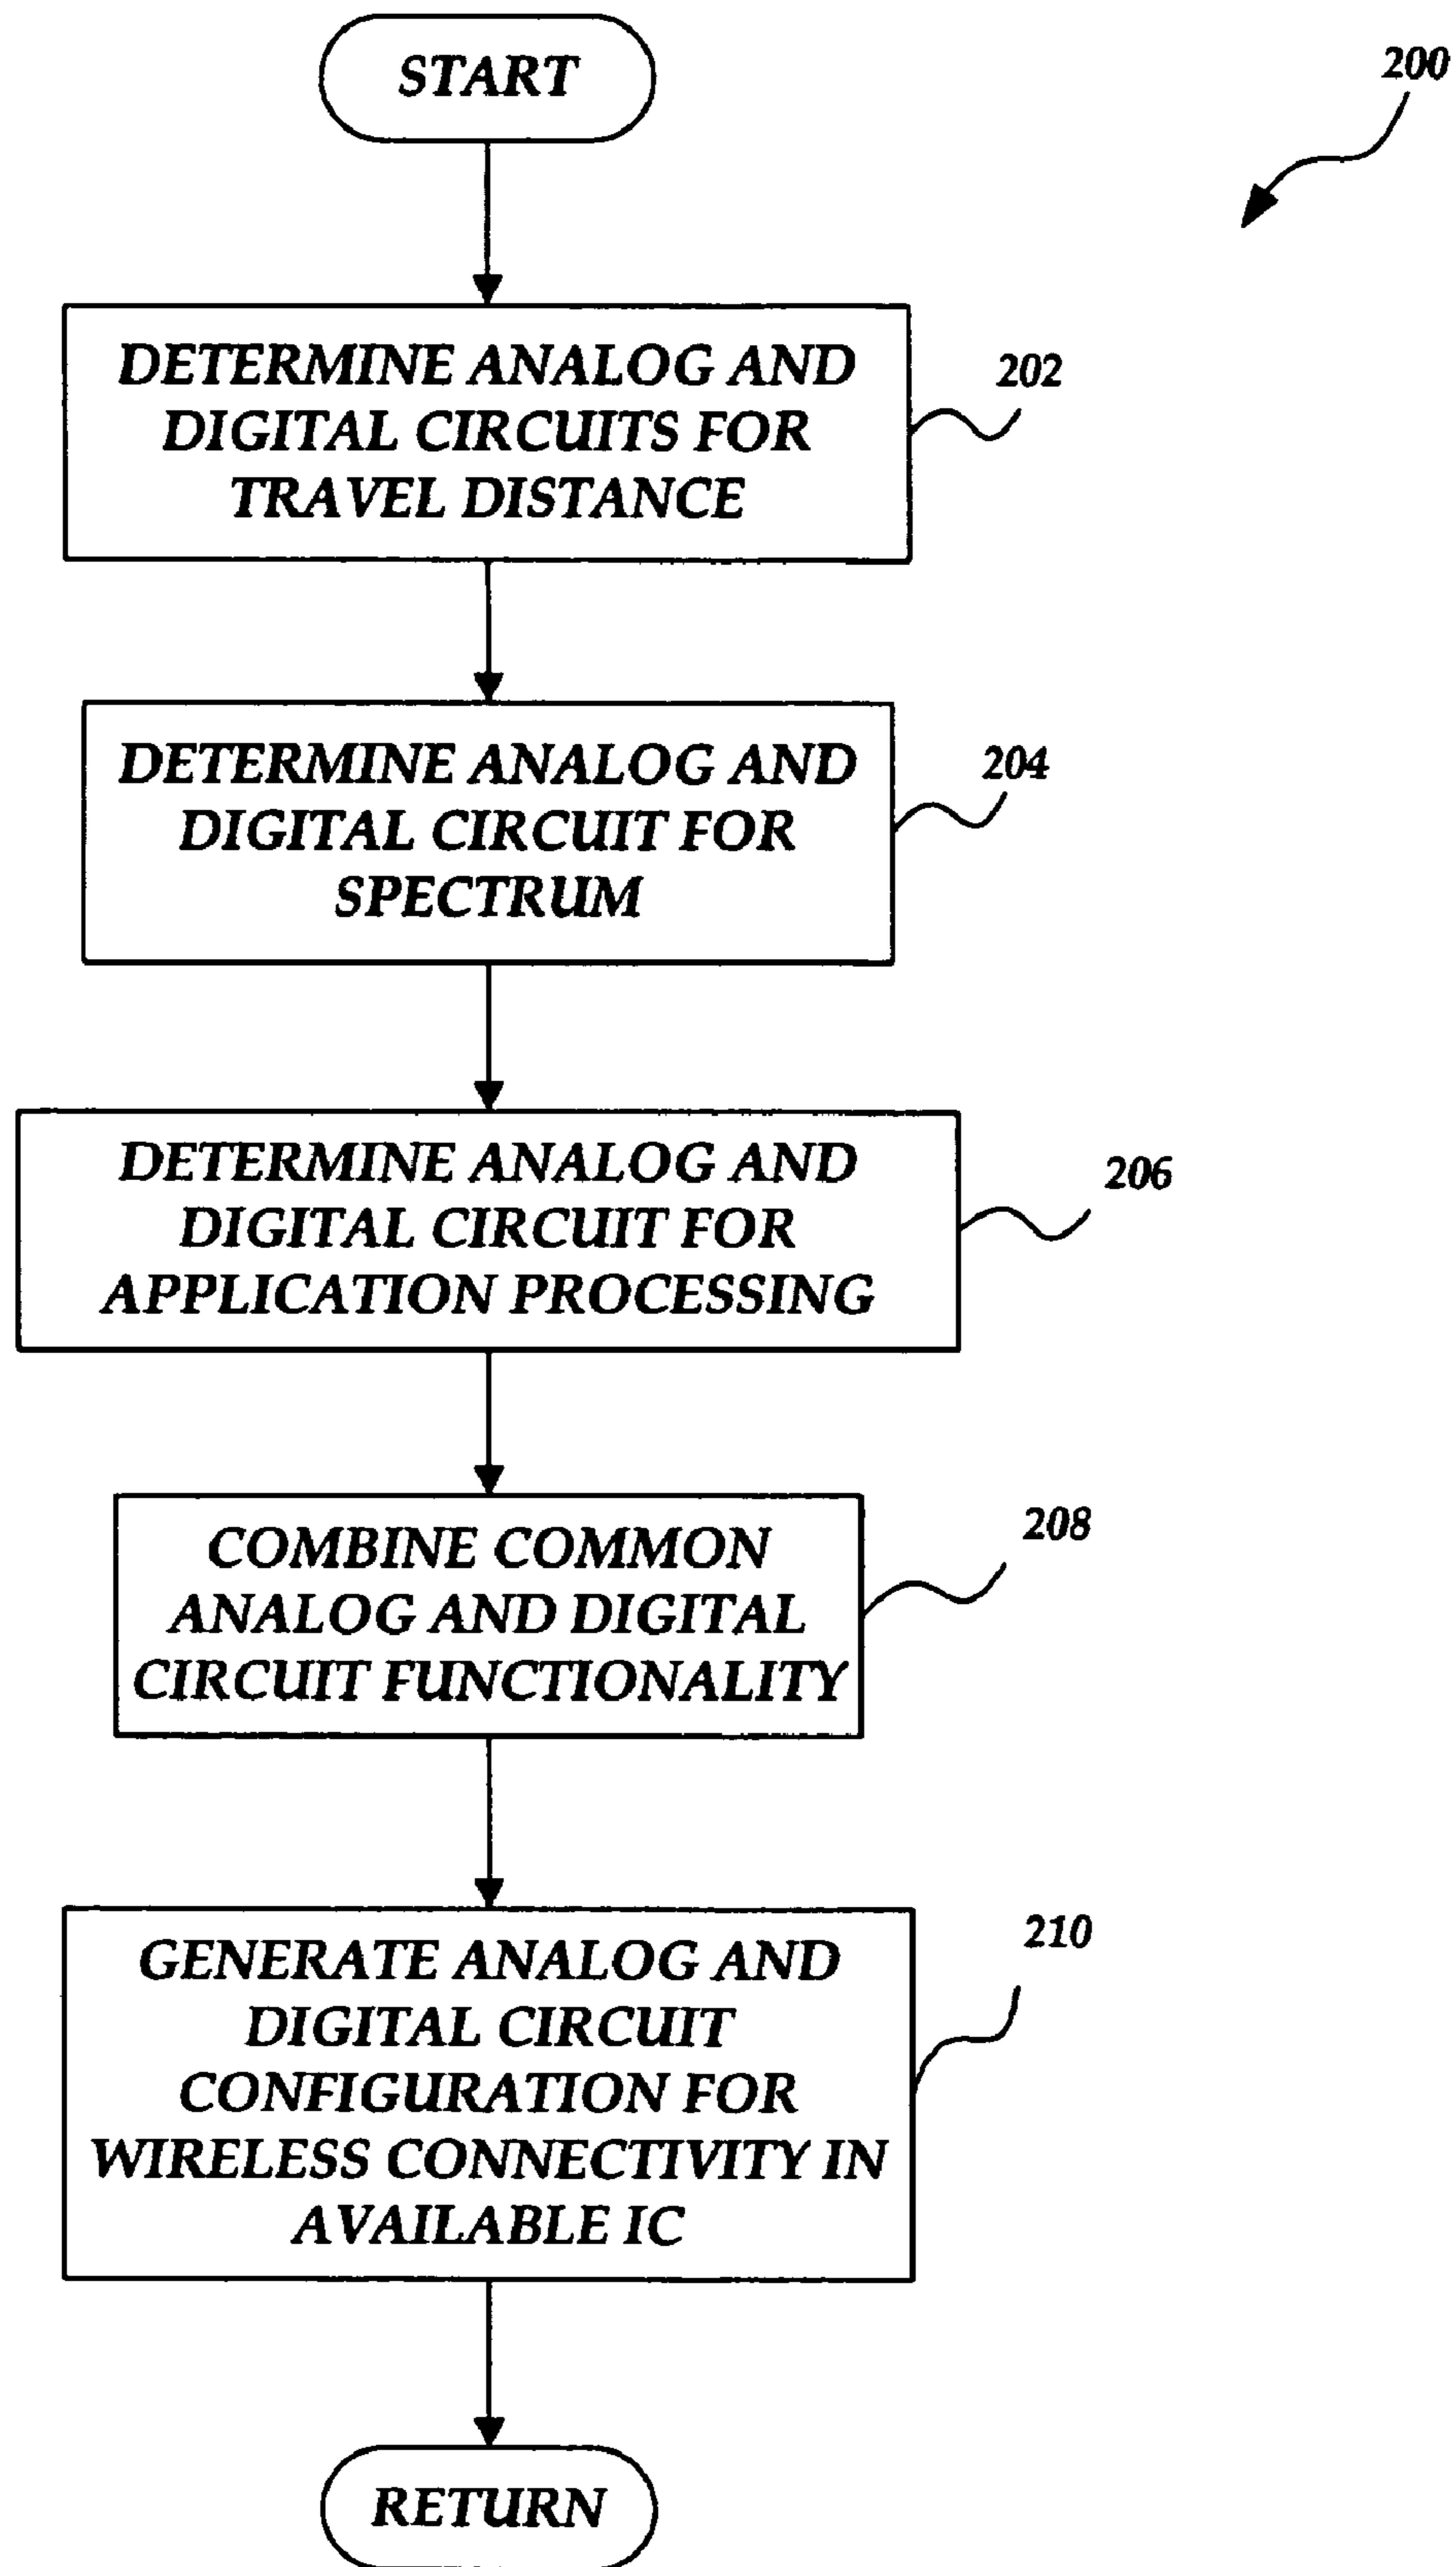 START
200
DETERMINE ANALOG AND
DIGITAL CIRCUITS FOR
TRAVEL DISTANCE
202
DETERMINE ANALOG AND
DIGITAL CIRCUIT FOR
SPECTRUM
204
DETERMINE ANALOG AND
DIGITAL CIRCUIT FOR
APPLICATION PROCESSING
206
COMBINE COMMON
ANALOG AND DIGITAL
CIRCUIT FUNCTIONALITY
208
GENERATE ANALOG AND
DIGITAL CIRCUIT
CONFIGURATION FOR
WIRELESS CONNECTIVITY IN
AVAILABLE IC
210
RETURN